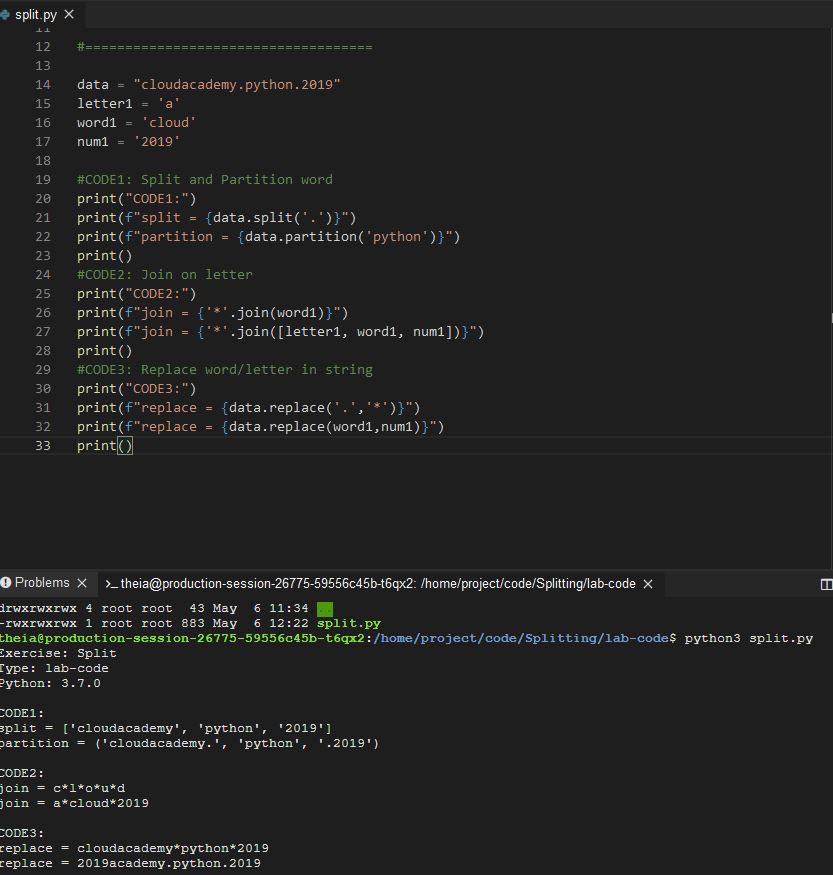 split.py
11
12 #====================================
13
14 data = "cloudacademy.python.2019"
15 letter1 = 'a'
16 word1 = 'cloud'
17 num1 = '2019'
18
19 #CODE1: Split and Partition word
20 print("CODE1:")
21 print(f"split = {data.split('.')}")
22 print(f"partition = {data.partition('python')}")
23 print()
24 #CODE2: Join on letter
25 print("CODE2:")
26 print(f"join = {'*'.join(word1)}")
27 print(f"join = {'*'.join([letter1, word1, num1])}")
28 print()
29 #CODE3: Replace word/letter in string
30 print("CODE3:")
31 print(f"replace = {data.replace('.','*')}")
32 print(f"replace = {data.replace(word1,num1)}")
33 print()
Problems >_ theia@production-session-26775-59556c45b-t6qx2: /home/project/code/Splitting/lab-code
drwxrwxrwx 4 root root 43 May 6 11:34 ..
-rwxrwxrwx 1 root root 883 May 6 12:22 split.py
theia@production-session-26775-59556c45b-t6qx2:/home/project/code/Splitting/lab-code$ python3 split.py
Exercise: Split
Type: lab-code
Python: 3.7.0
CODE1:
split = ['cloudacademy', 'python', '2019']
partition = ('cloudacademy.', 'python', '.2019')
CODE2:
join = c*l*o*u*d
join = a*cloud*2019
CODE3:
replace = cloudacademy*python*2019
replace = 2019academy.python.2019